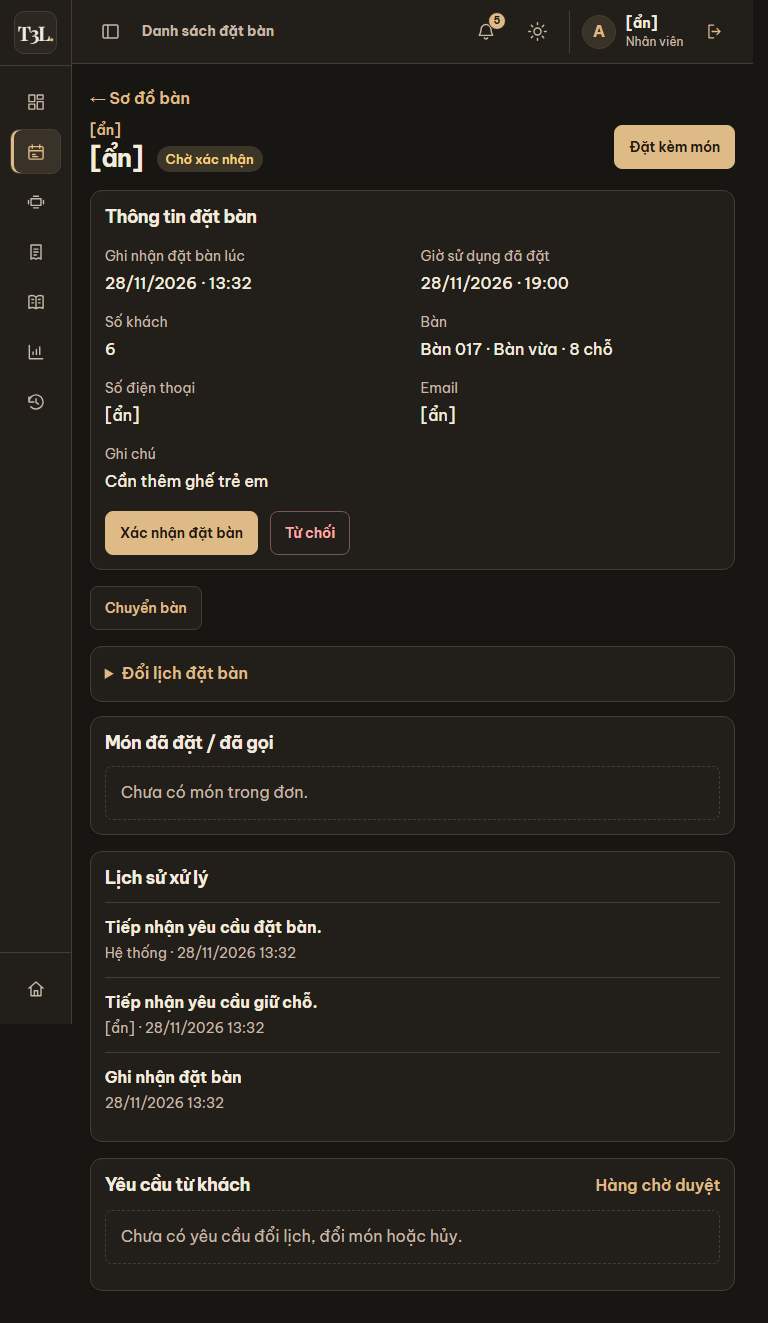 T3L.
Danh sách đặt bàn
5
A
[ẩn]
Nhân viên
← Sơ đồ bàn
[ẩn]
[ẩn]
Chờ xác nhận
Đặt kèm món
Thông tin đặt bàn
Ghi nhận đặt bàn lúc
28/11/2026 · 13:32
Giờ sử dụng đã đặt
28/11/2026 · 19:00
Số khách
6
Bàn
Bàn 017 · Bàn vừa · 8 chỗ
Số điện thoại
[ẩn]
Email
[ẩn]
Ghi chú
Cần thêm ghế trẻ em
Xác nhận đặt bàn
Từ chối
Chuyển bàn
Đổi lịch đặt bàn
Món đã đặt / đã gọi
Chưa có món trong đơn.
Lịch sử xử lý
Tiếp nhận yêu cầu đặt bàn.
Hệ thống · 28/11/2026 13:32
Tiếp nhận yêu cầu giữ chỗ.
[ẩn] · 28/11/2026 13:32
Ghi nhận đặt bàn
28/11/2026 13:32
Yêu cầu từ khách
Hàng chờ duyệt
Chưa có yêu cầu đổi lịch, đổi món hoặc hủy.